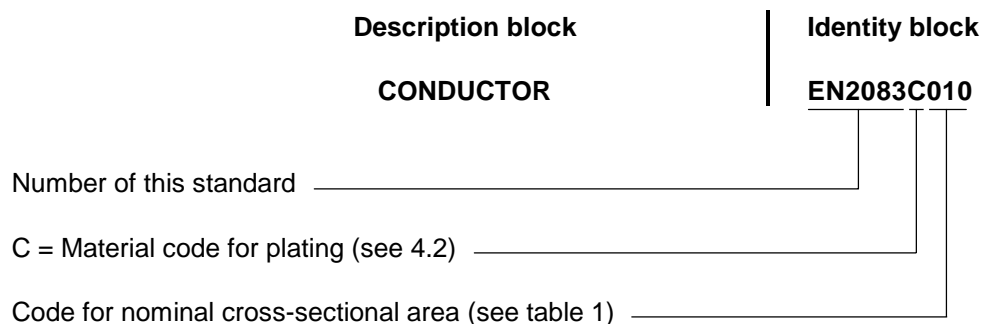 Description block Identity block
CONDUCTOR EN2083C010
Number of this standard
C = Material code for plating (see 4.2)
Code for nominal cross-sectional area (see table 1)